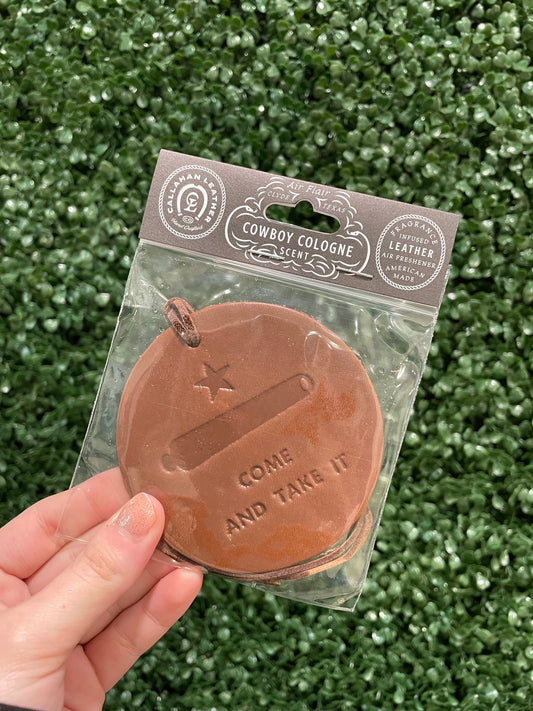 CALLAHAN LEATHER
Air Flair
CLYDE TEXAS
COWBOY COLOGNE
SCENT
FRAGRANCE
INFUSED
LEATHER
AIR FRESHENER
AMERICAN
MADE
COME
AND TAKE IT